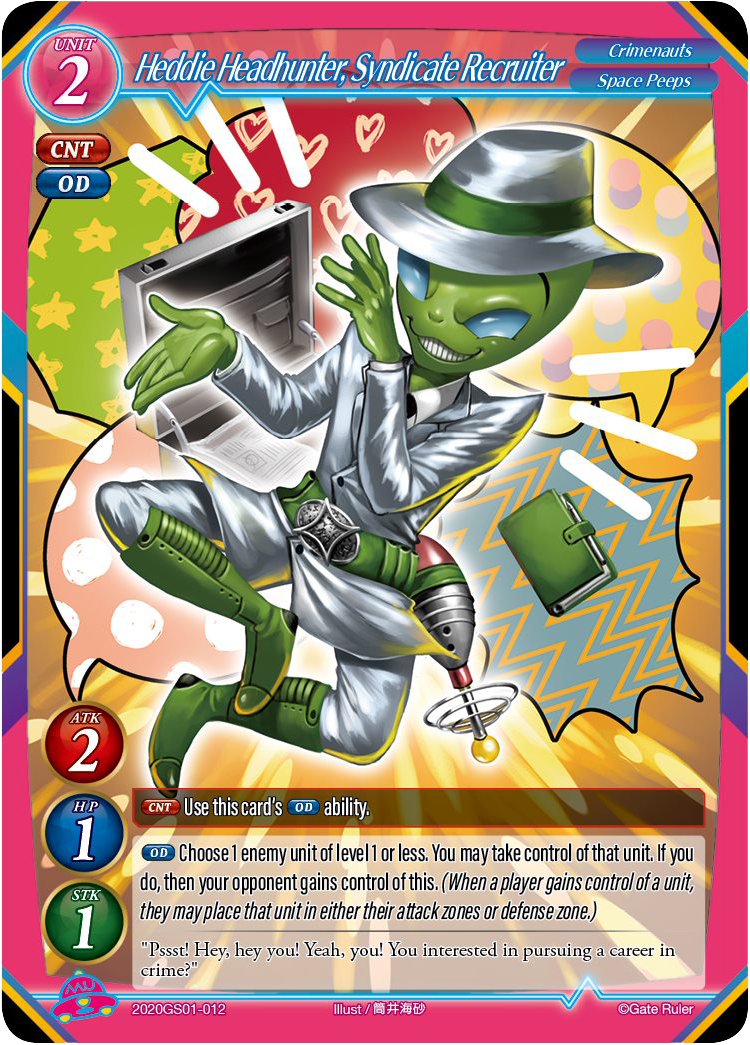 UNIT
2
Heddie Headhunter, Syndicate Recruiter
Crimenauts
Space Peeps
CNT
OD
ATK
2
HP
1
STK
1
CNT Use this card's OD ability.
OD Choose 1 enemy unit of level 1 or less. You may take control of that unit. If you
do, then your opponent gains control of this. (When a player gains control of a unit,
they may place that unit in either their attack zones or defense zone.)
"Pssst! Hey, hey you! Yeah, you! You interested in pursuing a career in
crime?"
2020GS01-012
Illust / 筒井海砂
©Gate Ruler